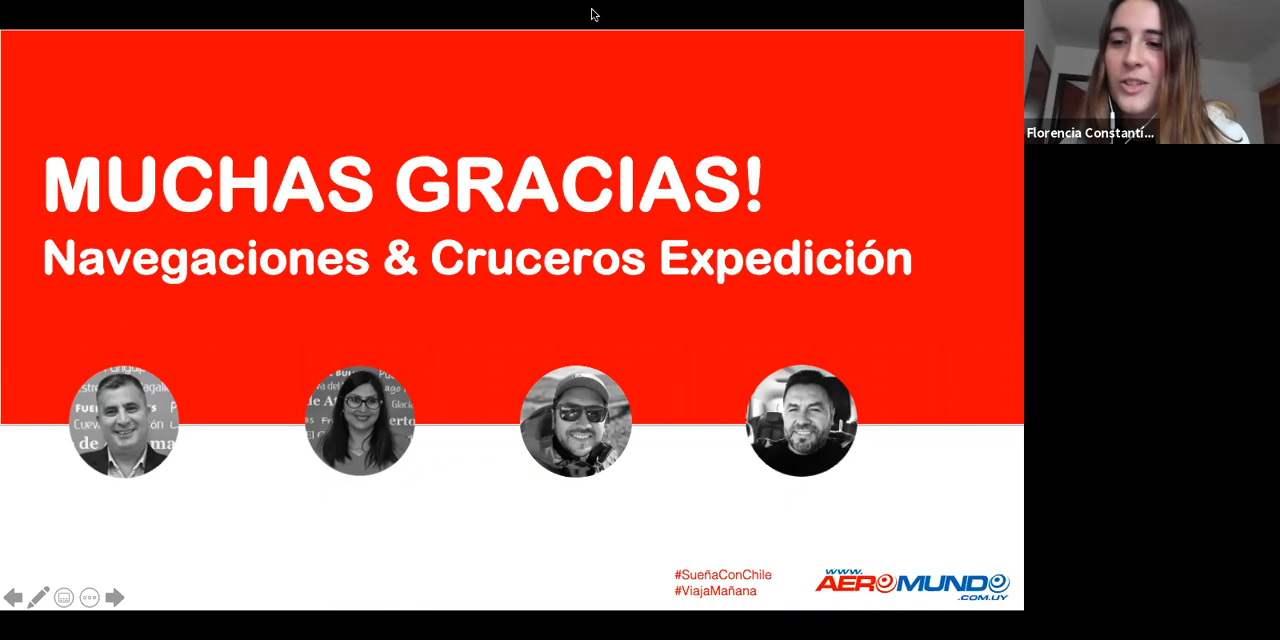 MUCHAS GRACIAS!
Navegaciones & Cruceros Expedición
Florencia Constantí...
#SueñaConChile
#ViajaMañana
WWW.
AEROMUNDO
.COM.UY